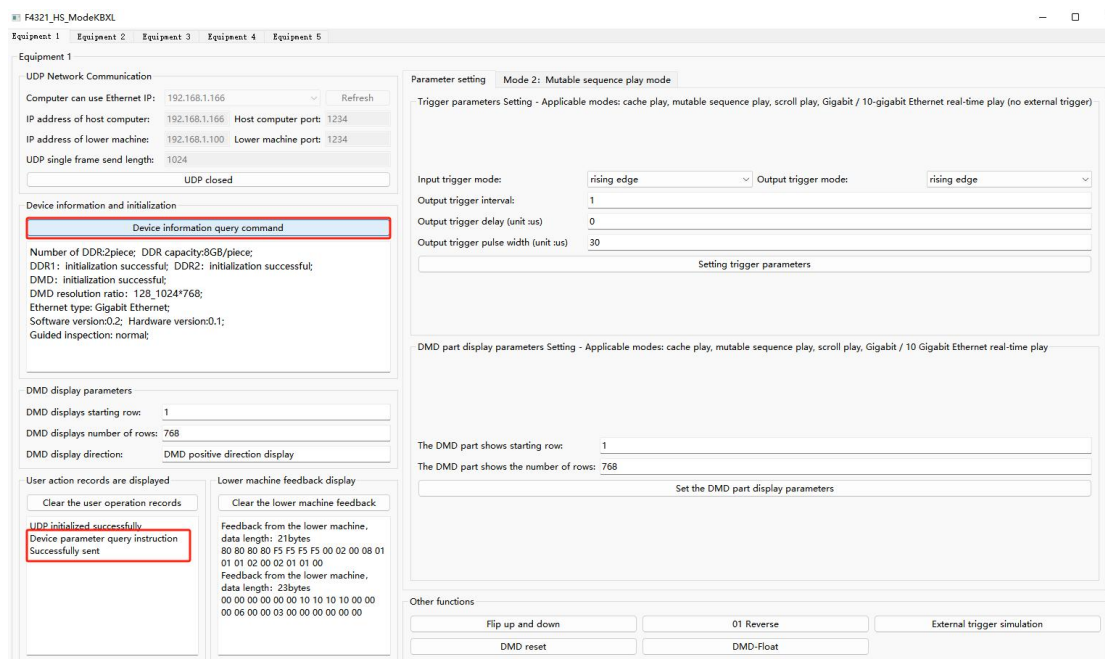 F4321_HS_ModeKBXL
Equipment 1 Equipment 2 Equipment 3 Equipment 4 Equipment 5
Equipment 1
UDP Network Communication
Computer can use Ethernet IP: 192.168.1.166 Refresh
IP address of host computer: 192.168.1.166 Host computer port: 1234
IP address of lower machine: 192.168.1.100 Lower machine port: 1234
UDP single frame send length: 1024
UDP closed
Device information and initialization
Device information query command
Number of DDR:2piece; DDR capacity:8GB/piece;
DDR1: initialization successful; DDR2: initialization successful;
DMD: initialization successful;
DMD resolution ratio: 128_1024*768;
Ethernet type: Gigabit Ethernet;
Software version:0.2; Hardware version:0.1;
Guided inspection: normal;
DMD display parameters
DMD displays starting row: 1
DMD displays number of rows: 768
DMD display direction: DMD positive direction display
User action records are displayed
Clear the user operation records
UDP initialized successfully
Device parameter query instruction
Successfully sent
Lower machine feedback display
Clear the lower machine feedback
Feedback from the lower machine,
data length: 21bytes
80 80 80 80 F5 F5 F5 F5 00 02 00 08 01
01 01 02 00 02 01 01 00
Feedback from the lower machine,
data length: 23bytes
00 00 00 00 00 00 10 10 10 10 00 00
00 06 00 00 03 00 00 00 00 00 00
Parameter setting Mode 2: Mutable sequence play mode
Trigger parameters Setting - Applicable modes: cache play, mutable sequence play, scroll play, Gigabit / 10-gigabit Ethernet real-time play (no external trigger)
Input trigger mode: rising edge Output trigger mode: rising edge
Output trigger interval: 1
Output trigger delay (unit :us) 0
Output trigger pulse width (unit :us) 30
Setting trigger parameters
DMD part display parameters Setting - Applicable modes: cache play, mutable sequence play, scroll play, Gigabit / 10 Gigabit Ethernet real-time play
The DMD part shows starting row: 1
The DMD part shows the number of rows: 768
Set the DMD part display parameters
Other functions
Flip up and down 01 Reverse External trigger simulation
DMD reset DMD-Float